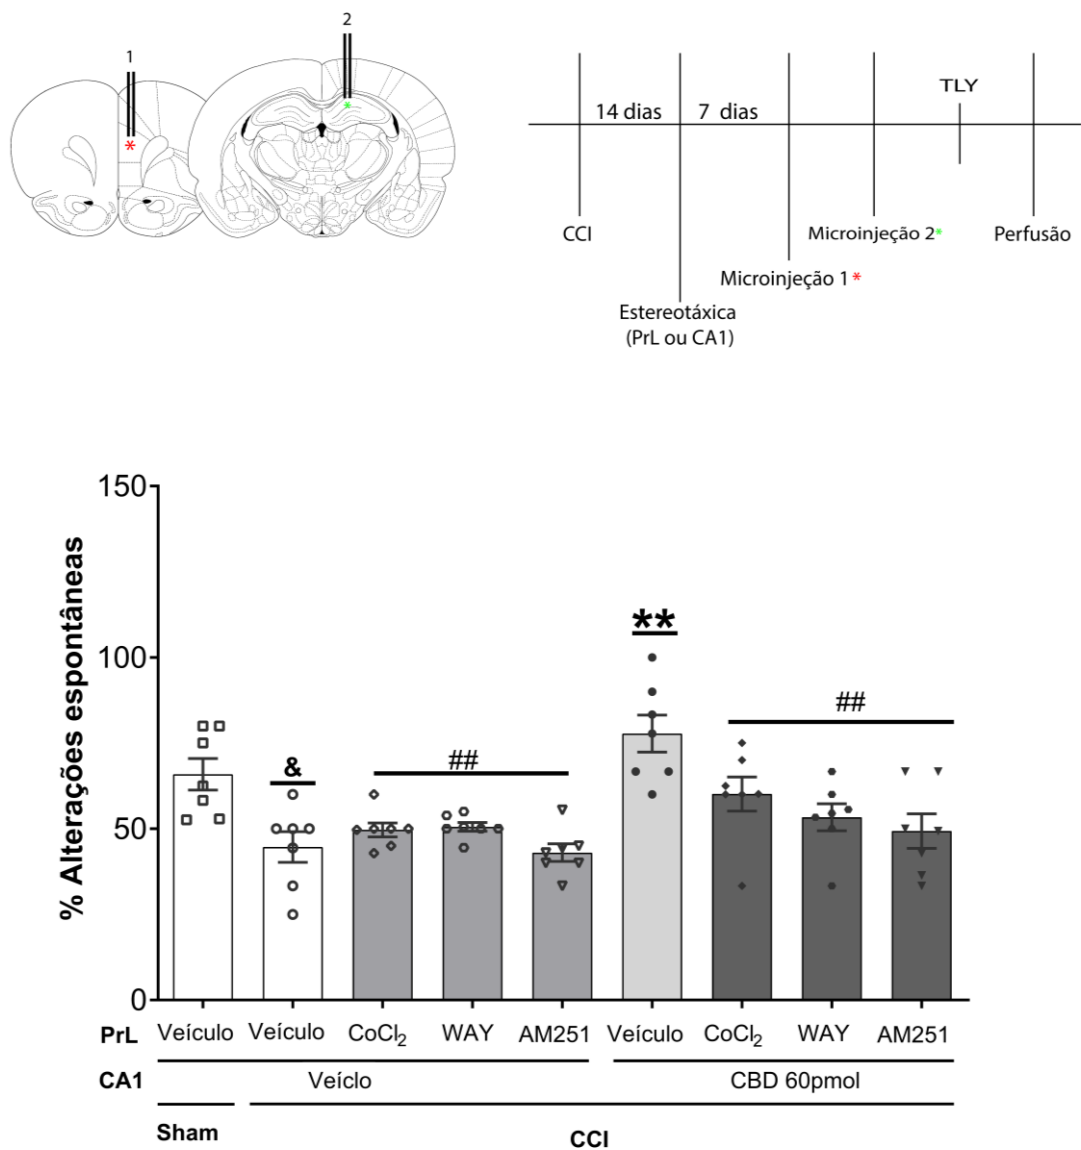 1
2
14 dias
7 dias
TLY
CCI
Microinjeção 2*
Perfusão
Microinjeção 1*
Estereotáxica
(PrL ou CA1)
% Alterações espontâneas
150
100
50
0
&
##
**
##
PrL Veículo Veículo CoCl₂ WAY AM251 Veículo CoCl₂ WAY AM251
CA1 Veíclo CBD 60pmol
Sham CCI